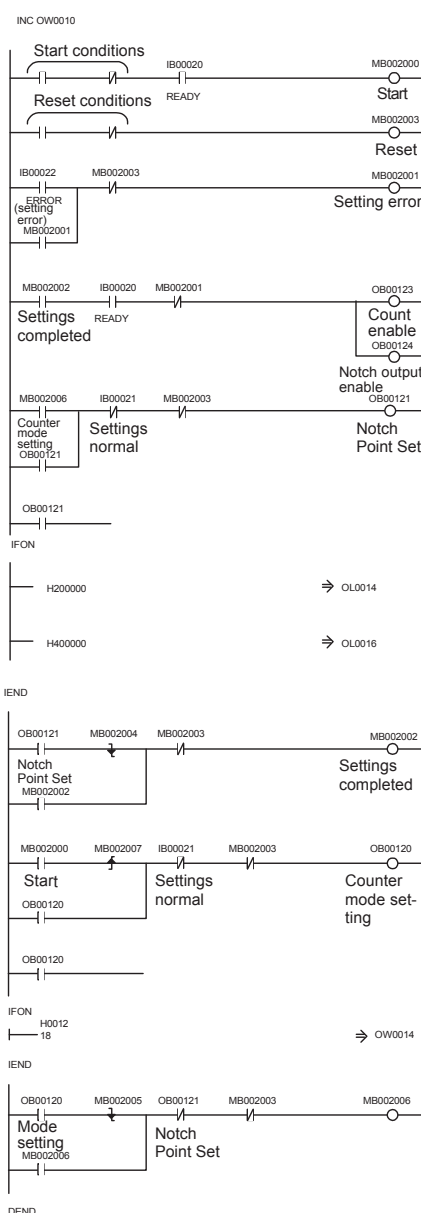 INC OW0010
Start conditions
IB00020 MB002000
READY Start
Reset conditions
MB002003
Reset
IB00022 MB002003 MB002001
ERROR Setting error
(setting
error)
MB002001
MB002002 IB00020 MB002001 OB00123
Settings READY Count
completed enable
OB00124
Notch output
enable
MB002006 IB00021 MB002003 OB00121
Counter Settings Notch
mode normal Point Set
setting
OB00121
OB00121
IFON
H200000 ⇒ OL0014
H400000 ⇒ OL0016
IEND
OB00121 MB002004 MB002003 MB002002
Notch Settings
Point Set completed
MB002002
MB002000 MB002007 IB00021 MB002003 OB00120
Start Settings Counter
normal mode set-
OB00120 ting
OB00120
IFON
H0012
18 ⇒ OW0014
IEND
OB00120 MB002005 OB00121 MB002003 MB002006
Mode Notch
setting Point Set
MB002006
DEND